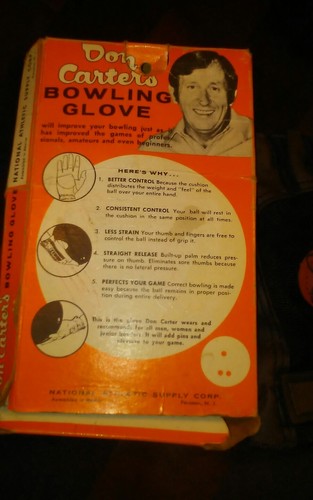 Don
Carter's
BOWLING
GLOVE
will improve your bowling just as it
has improved the games of profes-
sionals, amateurs and even beginners.
HERE'S WHY...
1. BETTER CONTROL Because the cushion
distributes the weight and "feel" of the
ball over your entire hand.
2. CONSISTENT CONTROL Your ball will rest in
the cushion in the same position at all times.
3. LESS STRAIN Your thumb and fingers are free to
control the ball instead of grip it.
4. STRAIGHT RELEASE Built-up palm reduces pres-
sure on thumb. Eliminates sore thumbs because
there is no lateral pressure.
5. PERFECTS YOUR GAME Correct bowling is made
easy because the ball remains in proper posi-
tion during entire delivery.
This is the glove Don Carter wears and
recommends for all men, women and
junior bowlers. It will add pins and
accuracy to your game.
NATIONAL ATHLETIC SUPPLY CORP.
Carter's BOWLING GLOVE NATIONAL ATHLETIC SUPPLY CORP.